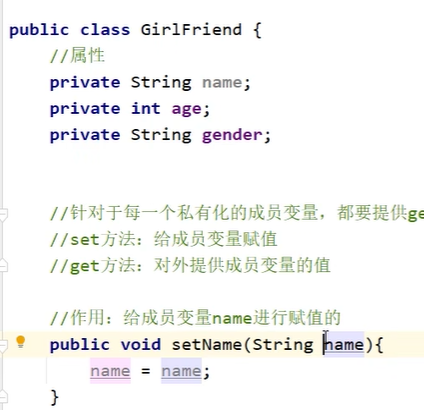 public class GirlFriend {
//属性
private String name;
private int age;
private String gender;
//针对于每一个私有化的成员变量，都要提供ge
//set方法：给成员变量赋值
//get方法：对外提供成员变量的值
//作用：给成员变量name进行赋值的
public void setName(String name){
name = name;
}